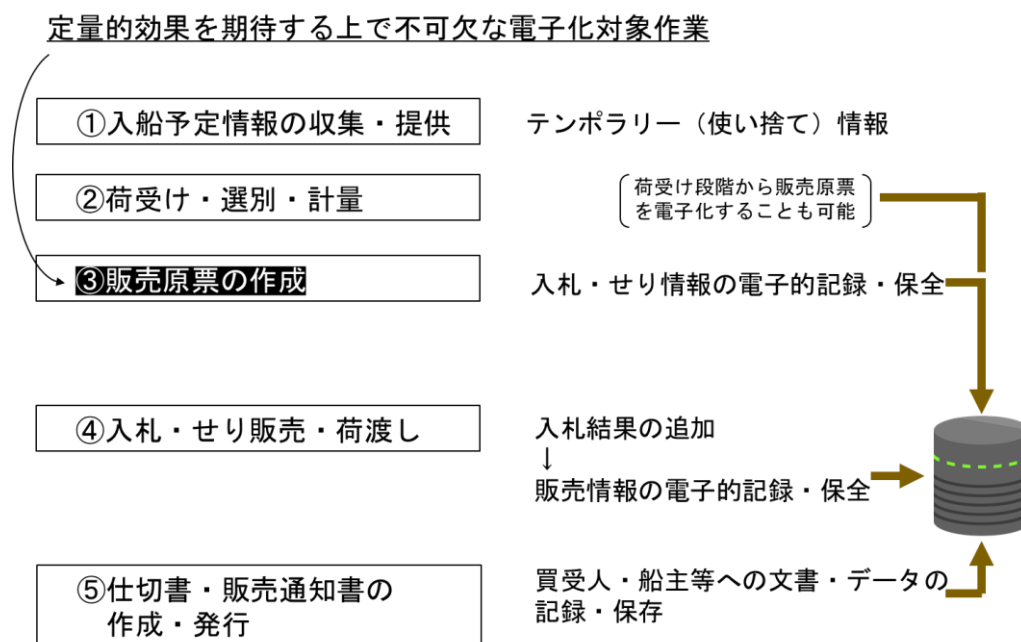 定量的効果を期待する上で不可欠な電子化対象作業
①入船予定情報の収集・提供
テンポラリー（使い捨て）情報
②荷受け・選別・計量
荷受け段階から販売原票
を電子化することも可能
③販売原票の作成
入札・せり情報の電子的記録・保全
④入札・せり販売・荷渡し
入札結果の追加
↓
販売情報の電子的記録・保全
⑤仕切書・販売通知書の
作成・発行
買受人・船主等への文書・データの
記録・保存